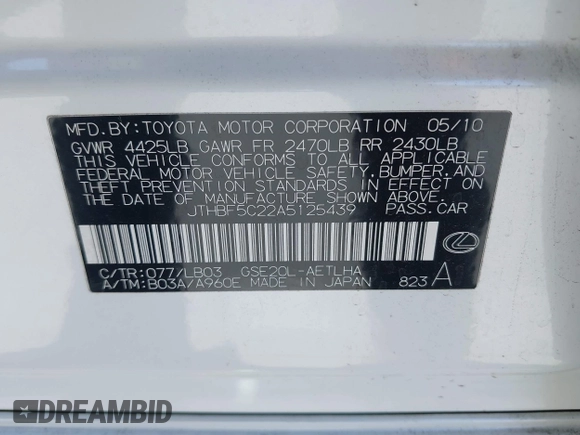 MFD.BY:TOYOTA MOTOR CORPORATION 05/10
GVWR 4425LB GAWR FR 2470LB RR 2430LB
THIS VEHICLE CONFORMS TO ALL APPLICABLE
FEDERAL MOTOR VEHICLE SAFETY, BUMPER, AND
THEFT PREVENTION STANDARDS IN EFFECT ON
THE DATE OF MANUFACTURE SHOWN ABOVE.
JTHBF5C22A5125439 PASS.CAR
C/TR:077/LB03 GSE20L-AETLHA
A/TM:B03A/A960E MADE IN JAPAN 823 A
DREAMBID